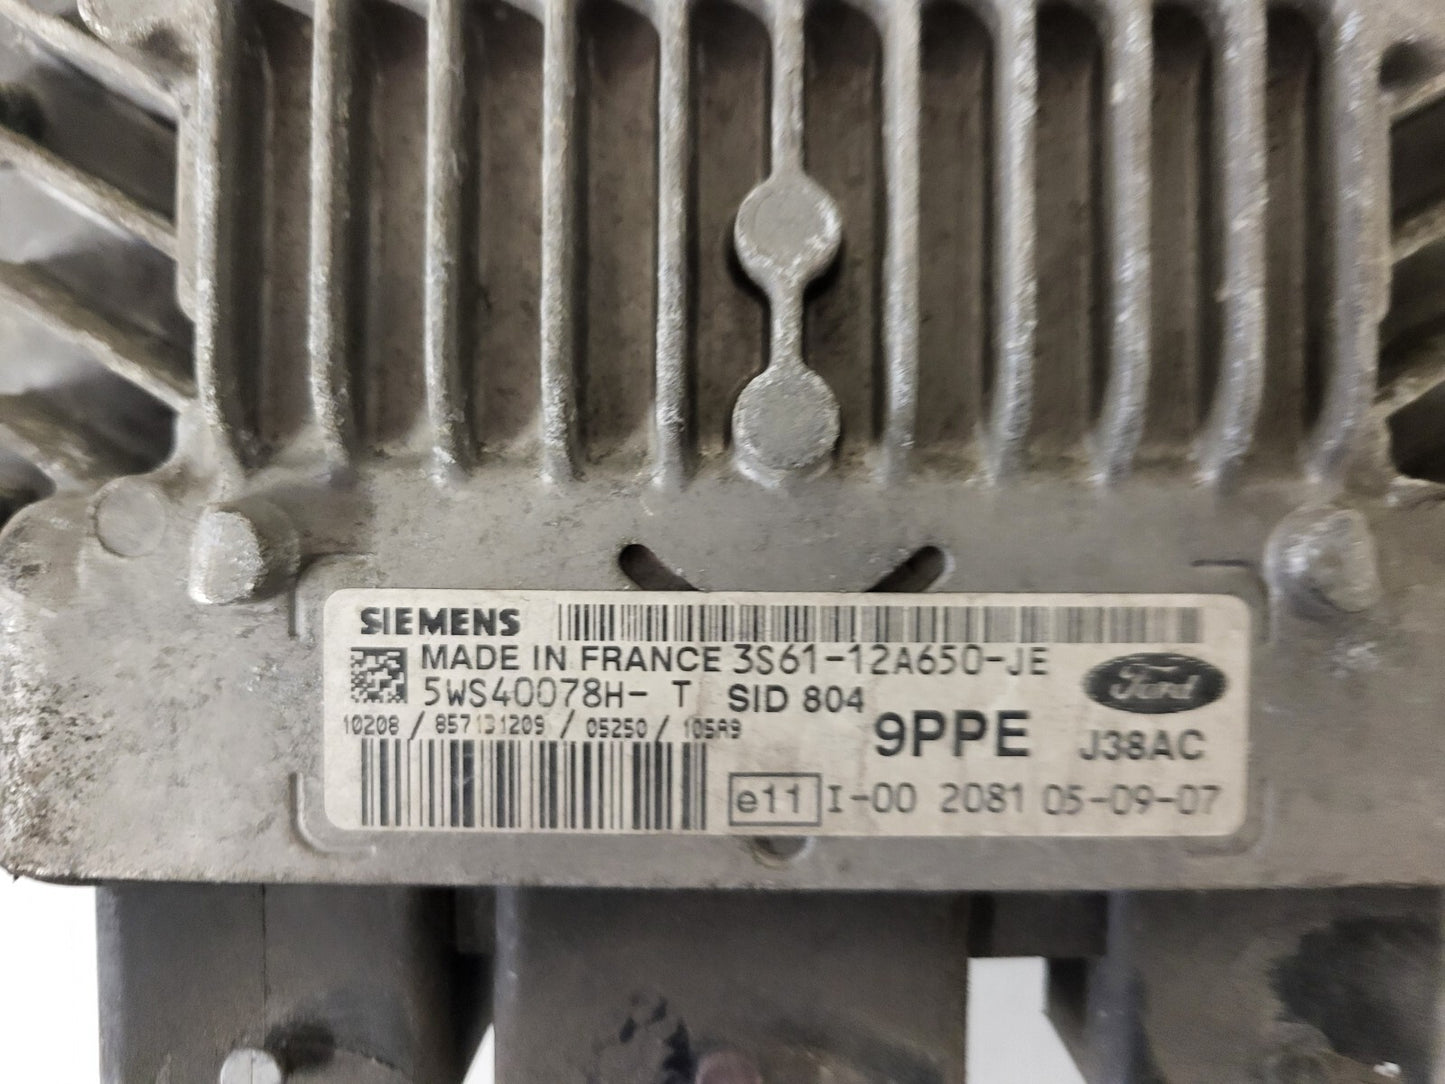 SIEMENS
MADE IN FRANCE 3S61-12A650-JE
5WS40078H- T SID 804
Ford
10208 / 857131209 / 05250 / 105A9
9PPE J38AC
e11 I-00 2081 05-09-07